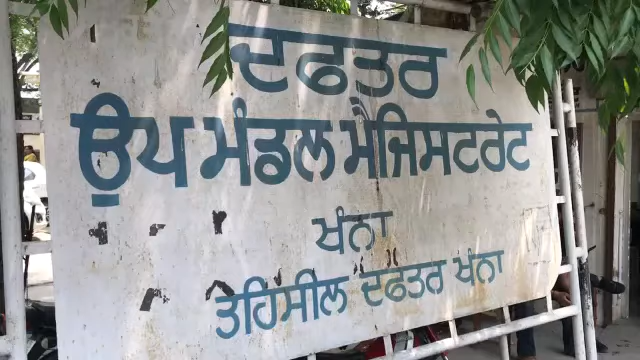 ਦਫਤਰ
ਉਪ ਮੰਡਲ ਮੈਜਿਸਟਰੇਟ
ਖੰਨਾ
ਤਹਿਸੀਲ ਦਫਤਰ ਖੰਨਾ